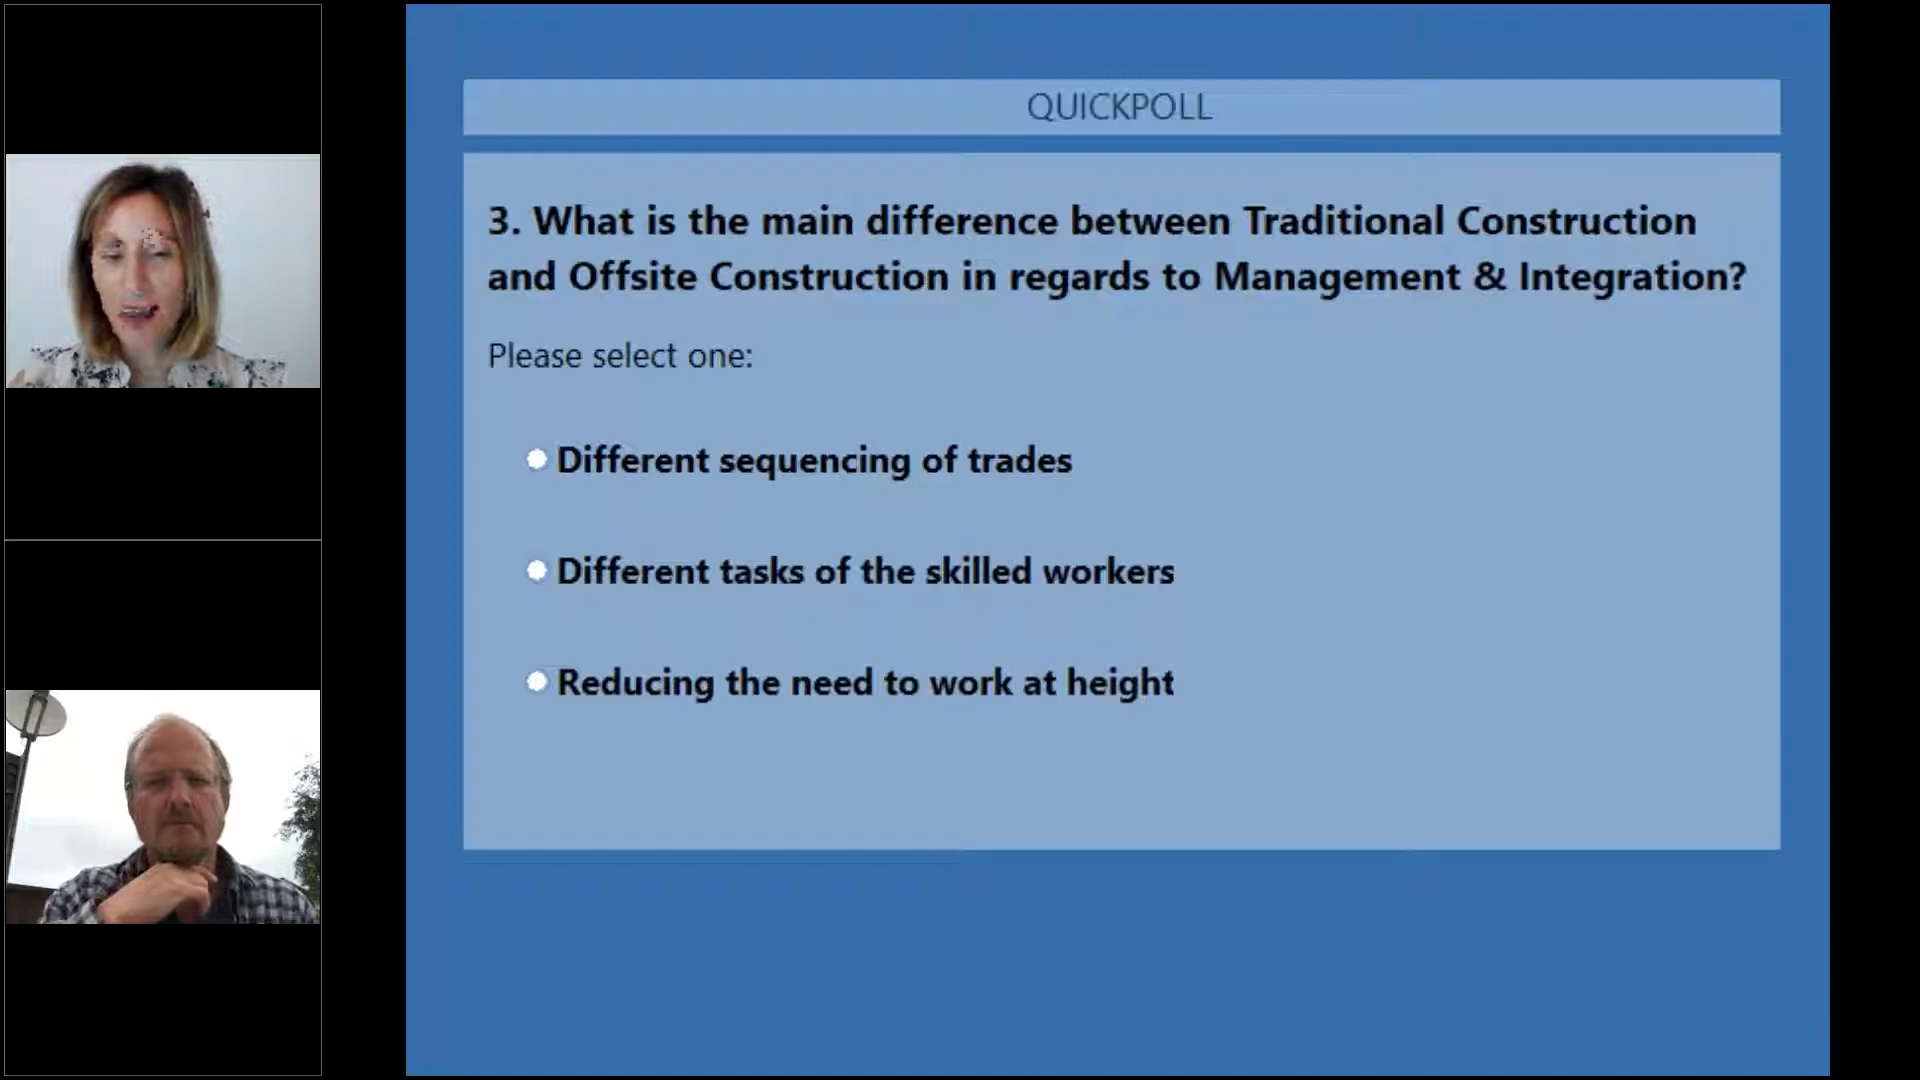 QUICKPOLL
3. What is the main difference between Traditional Construction
and Offsite Construction in regards to Management & Integration?
Please select one:
Different sequencing of trades
Different tasks of the skilled workers
Reducing the need to work at height